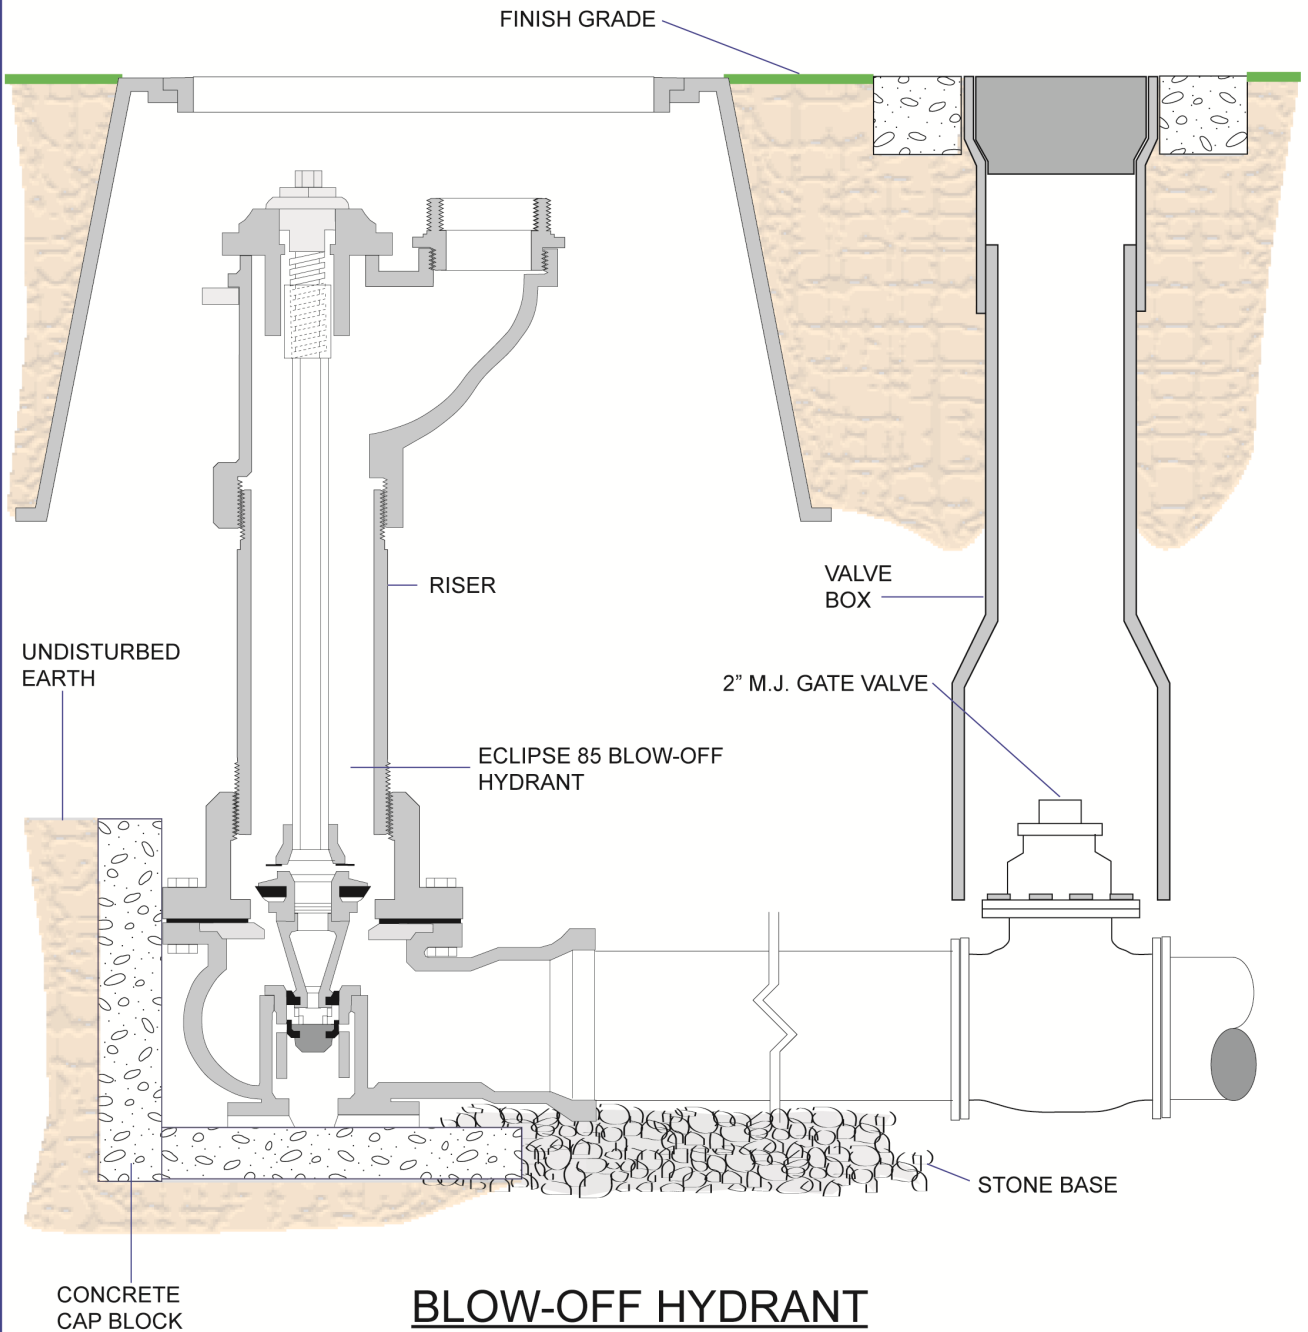 FINISH GRADE
RISER
VALVE
BOX
UNDISTURBED
EARTH
2” M.J. GATE VALVE
ECLIPSE 85 BLOW-OFF
HYDRANT
STONE BASE
CONCRETE
CAP BLOCK
BLOW-OFF HYDRANT